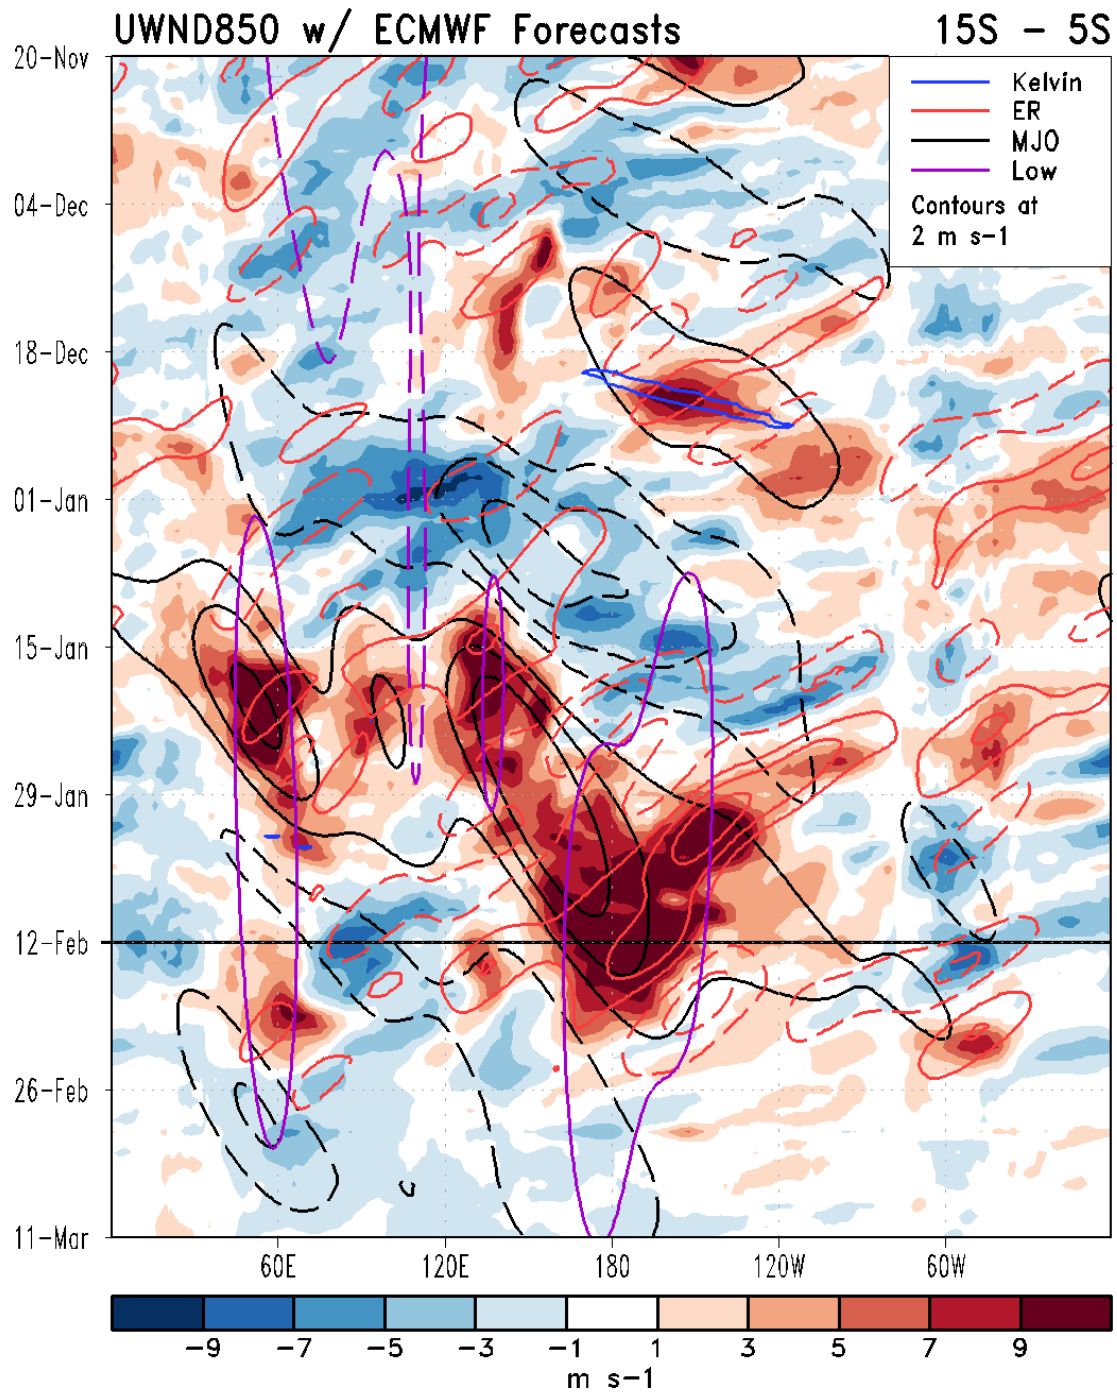 UWND850 w/ ECMWF Forecasts 15S - 5S
20-Nov
04-Dec
18-Dec
01-Jan
15-Jan
29-Jan
12-Feb
26-Feb
11-Mar
Kelvin
ER
MJO
Low
Contours at
2 m s-1
60E 120E 180 120W 60W
-9 -7 -5 -3 -1 1 3 5 7 9
m s-1